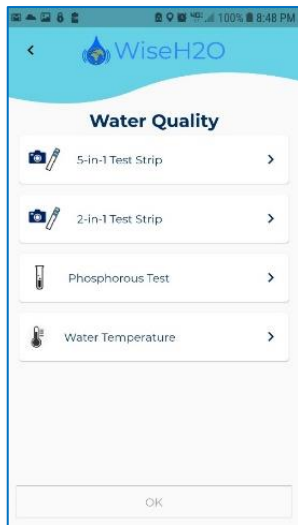 100% 8:48 PM
WiseH2O
Water Quality
5-in-1 Test Strip
2-in-1 Test Strip
Phosphorous Test
Water Temperature
OK